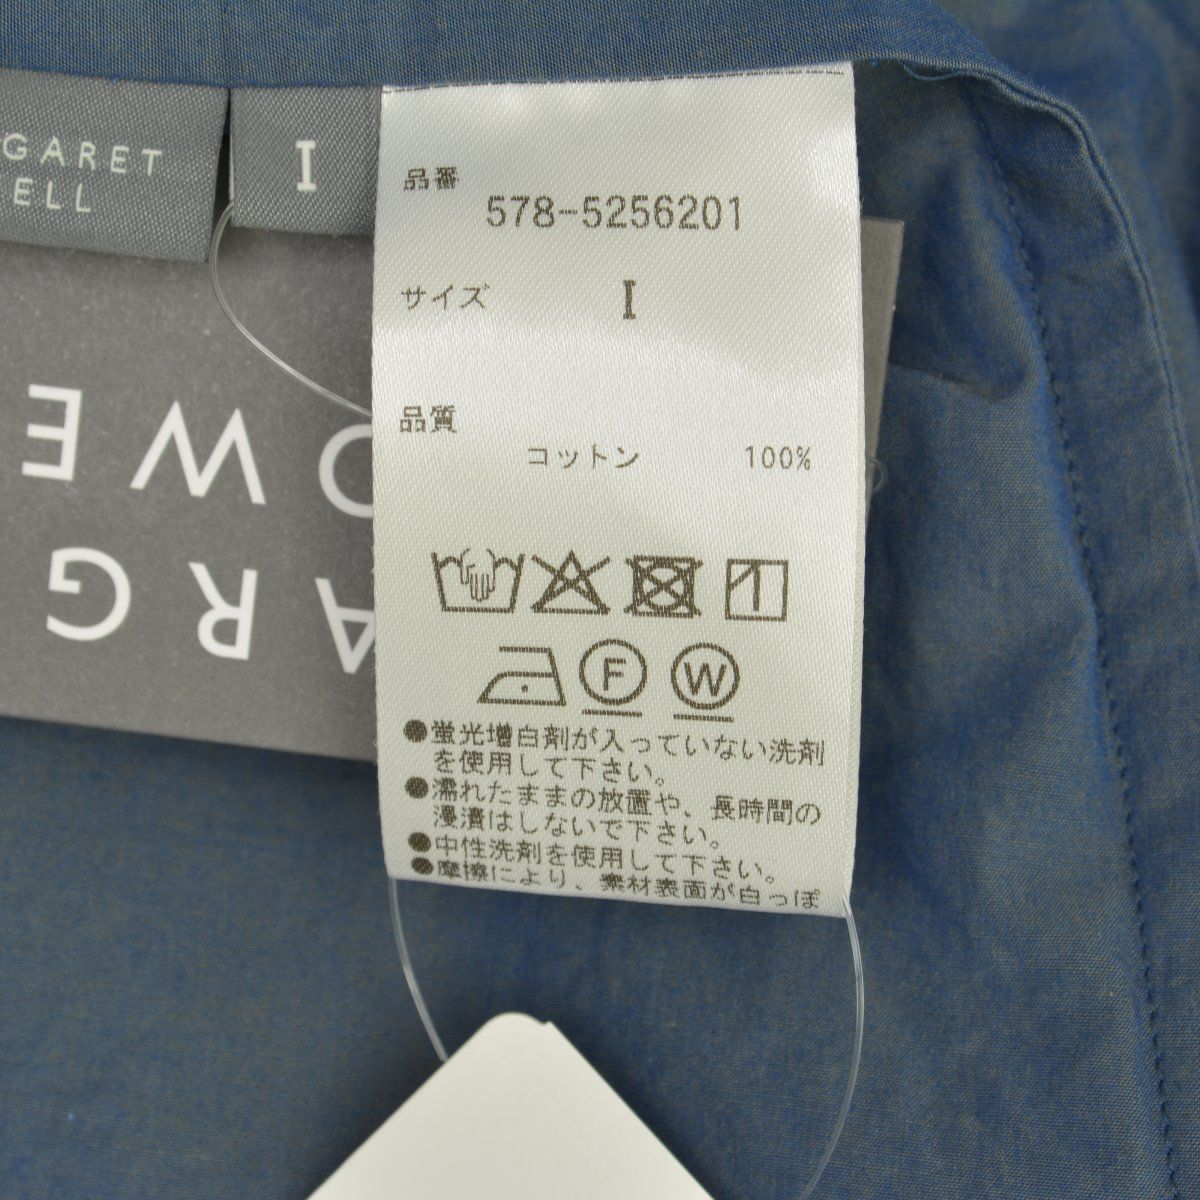 GARET
ELL
I
品番
578-5256201
サイズ I
品質
コットン 100%
F W
●蛍光増白剤が入っていない洗剤
を使用して下さい。
●濡れたままの放置や、長時間の
浸漬はしないで下さい。
●中性洗剤を使用して下さい。
●摩擦により、素材表面が白っぽ
ARG
OWE